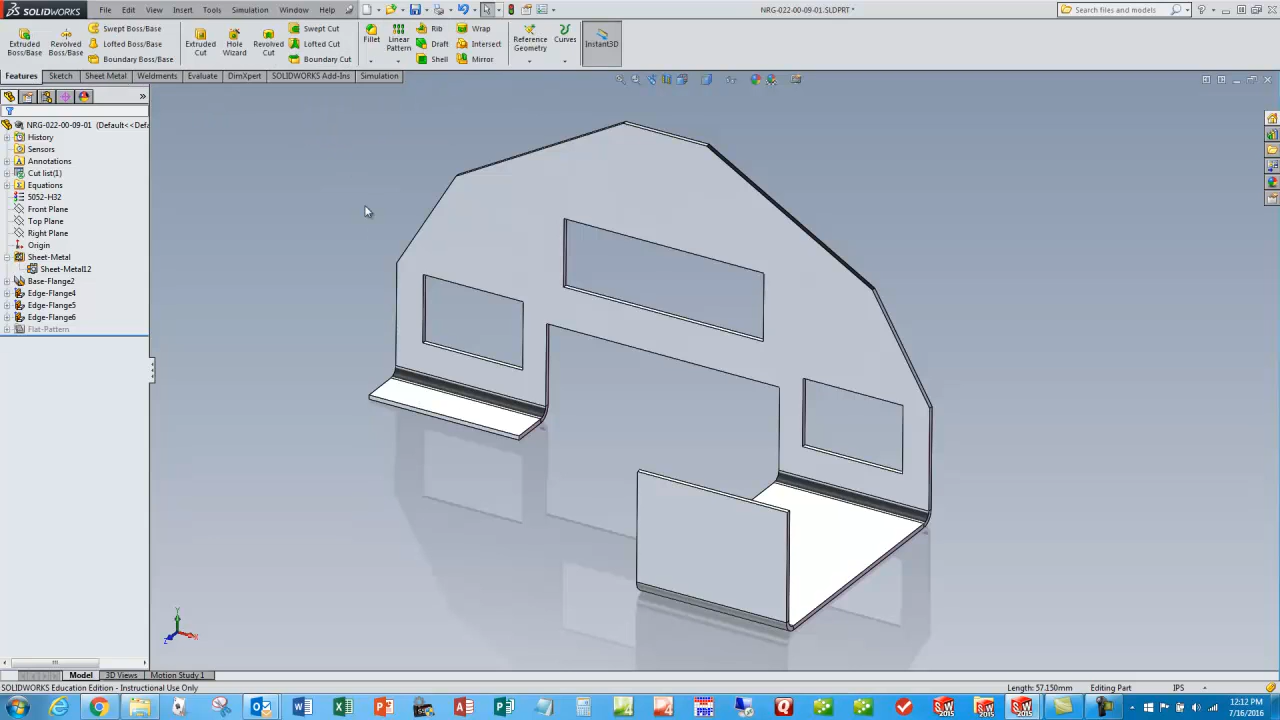 SOLIDWORKS File Edit View Insert Tools Simulation Window Help NRG-022-00-09-01.SLDPRT * Search files and models
Extruded Boss/Base
Revolved Boss/Base
Swept Boss/Base
Lofted Boss/Base
Boundary Boss/Base
Extruded Cut
Hole Wizard
Revolved Cut
Swept Cut
Lofted Cut
Boundary Cut
Fillet
Linear Pattern
Rib
Draft
Shell
Wrap
Intersect
Mirror
Reference Geometry
Curves
Instant3D
Features Sketch Sheet Metal Weldments Evaluate DimXpert SOLIDWORKS Add-Ins Simulation
NRG-022-00-09-01 (Default<<Defa
History
Sensors
Annotations
Cut list(1)
Equations
5052-H32
Front Plane
Top Plane
Right Plane
Origin
Sheet-Metal
Sheet-Metal12
Base-Flange2
Edge-Flange4
Edge-Flange5
Edge-Flange6
Flat-Pattern
Y
X
Z
Model 3D Views Motion Study 1
SOLIDWORKS Education Edition - Instructional Use Only Length: 57.150mm Editing Part IPS
12:12 PM
7/16/2016